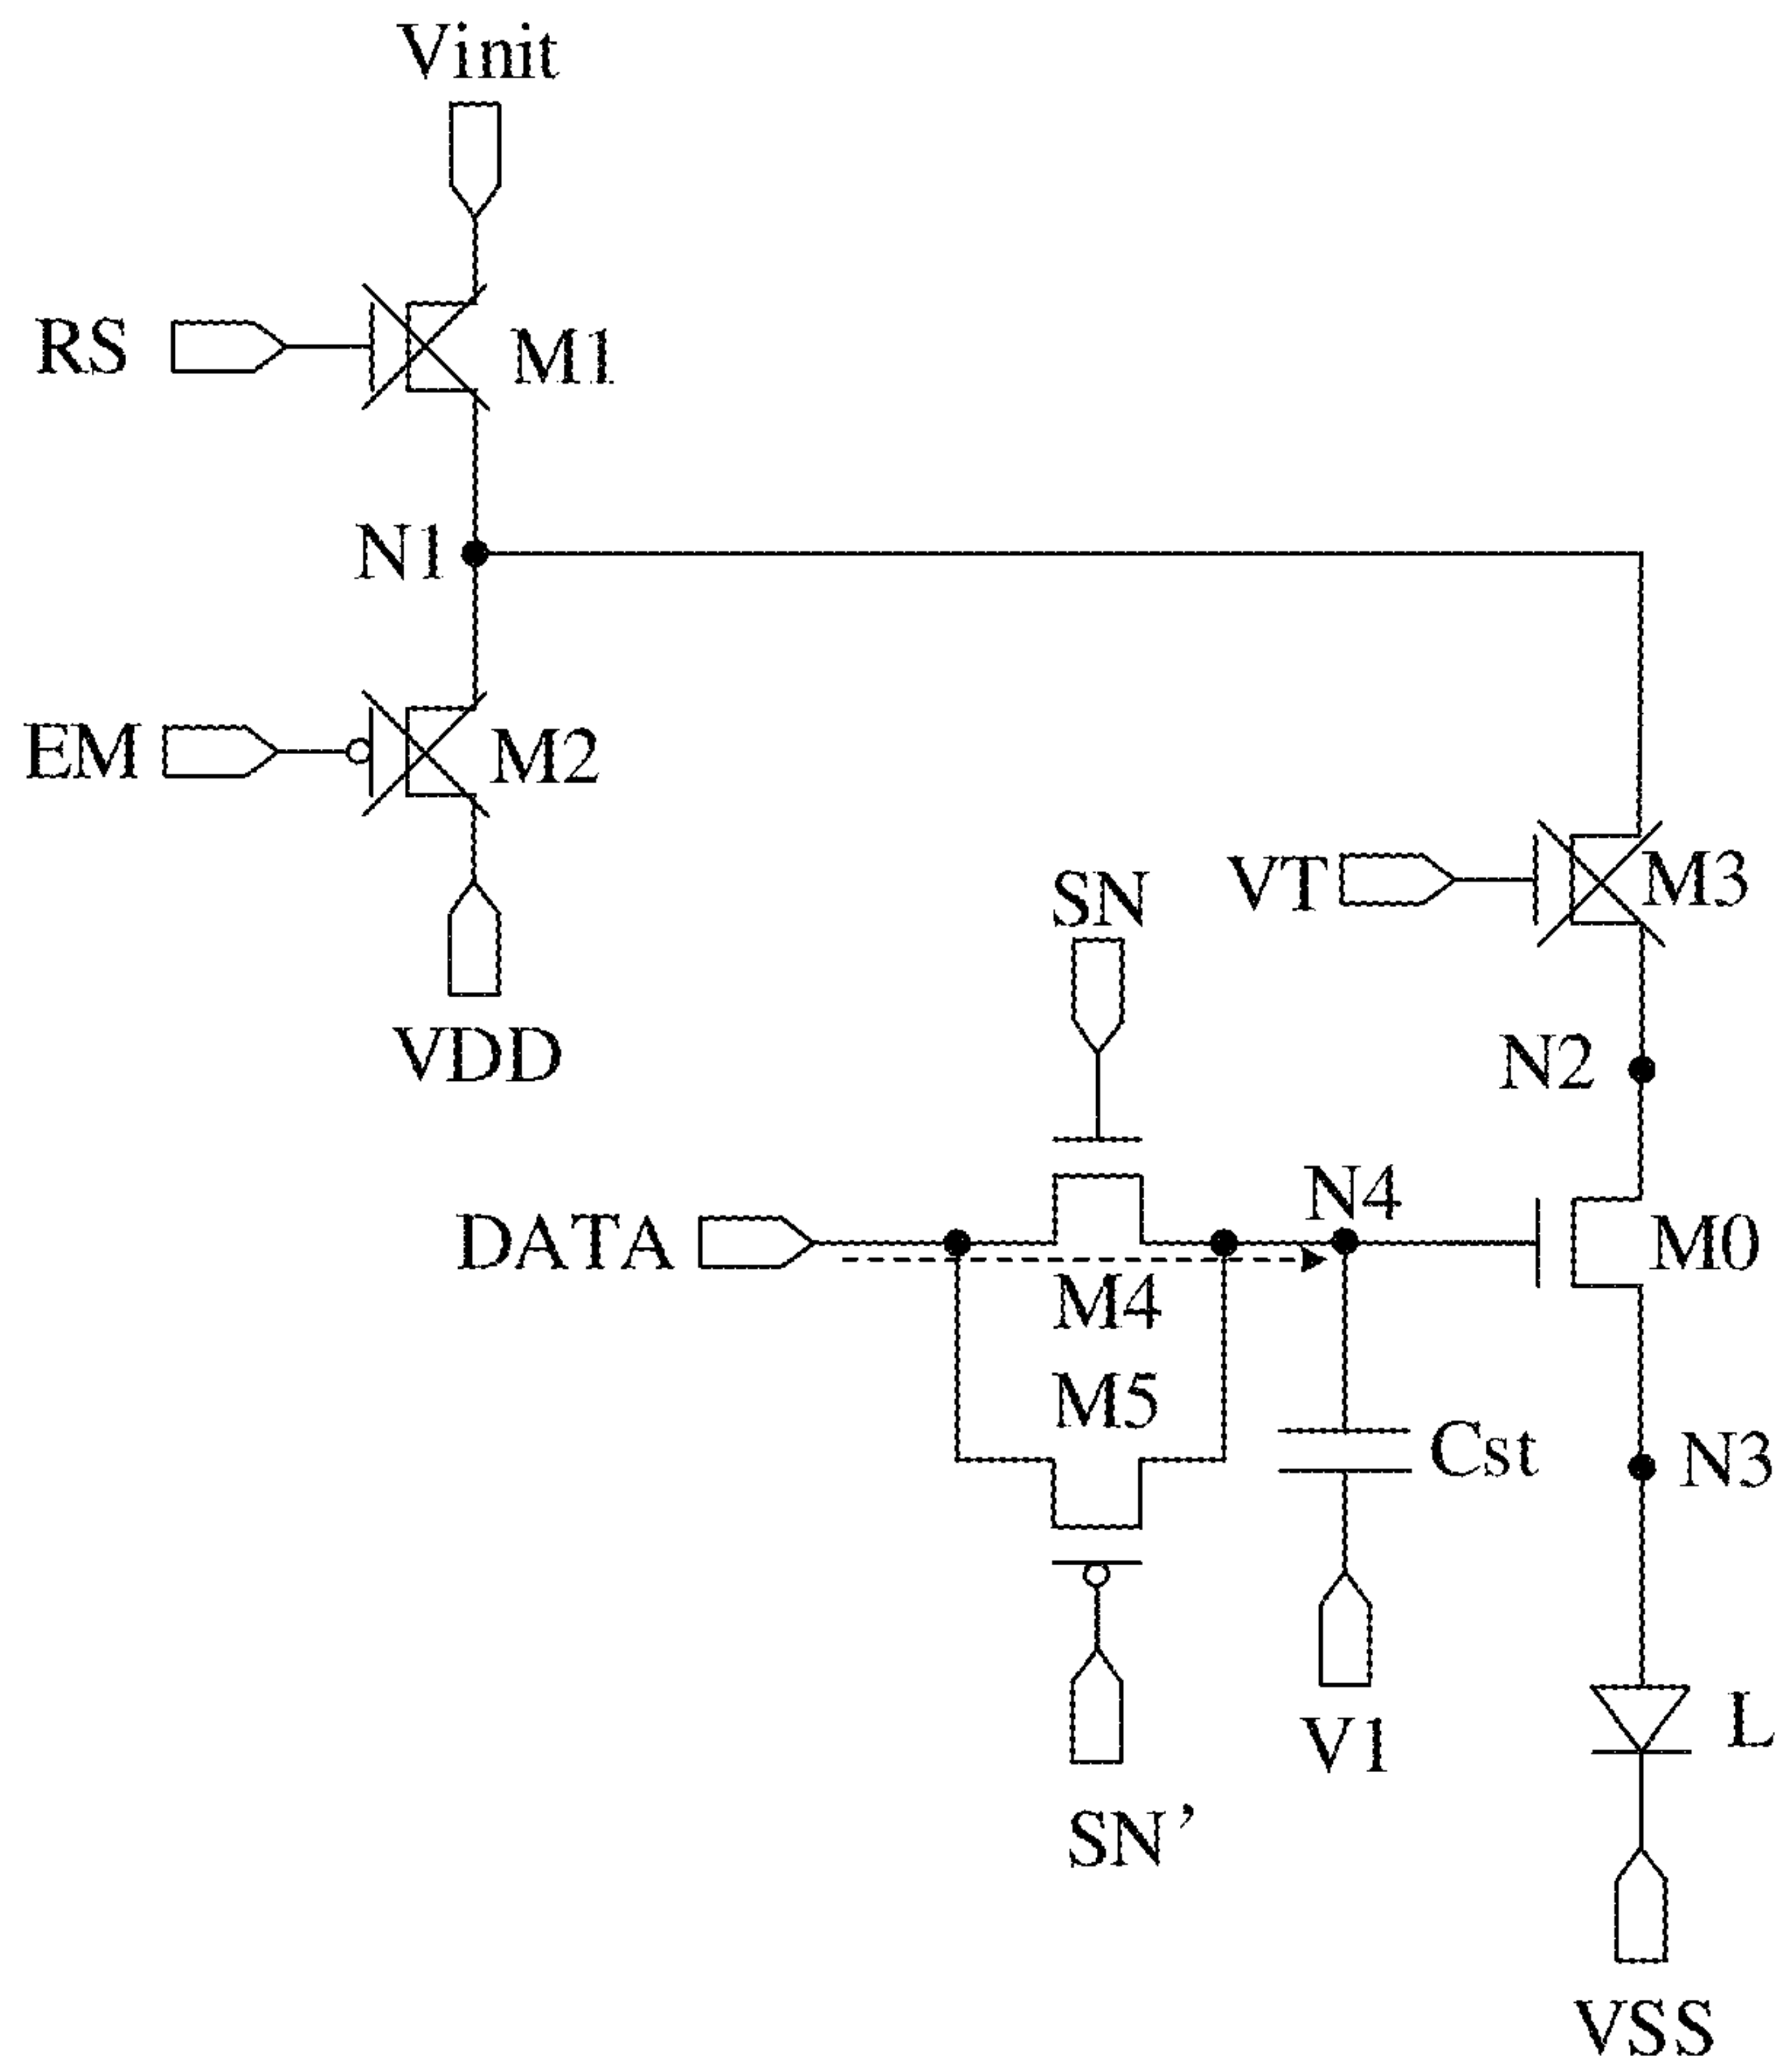 Vinit
RS
M1
N1
EM
M2
VDD
VT
M3
SN
N2
DATA
N4
M0
M4
M5
Cst
N3
V1
L
SN’
VSS